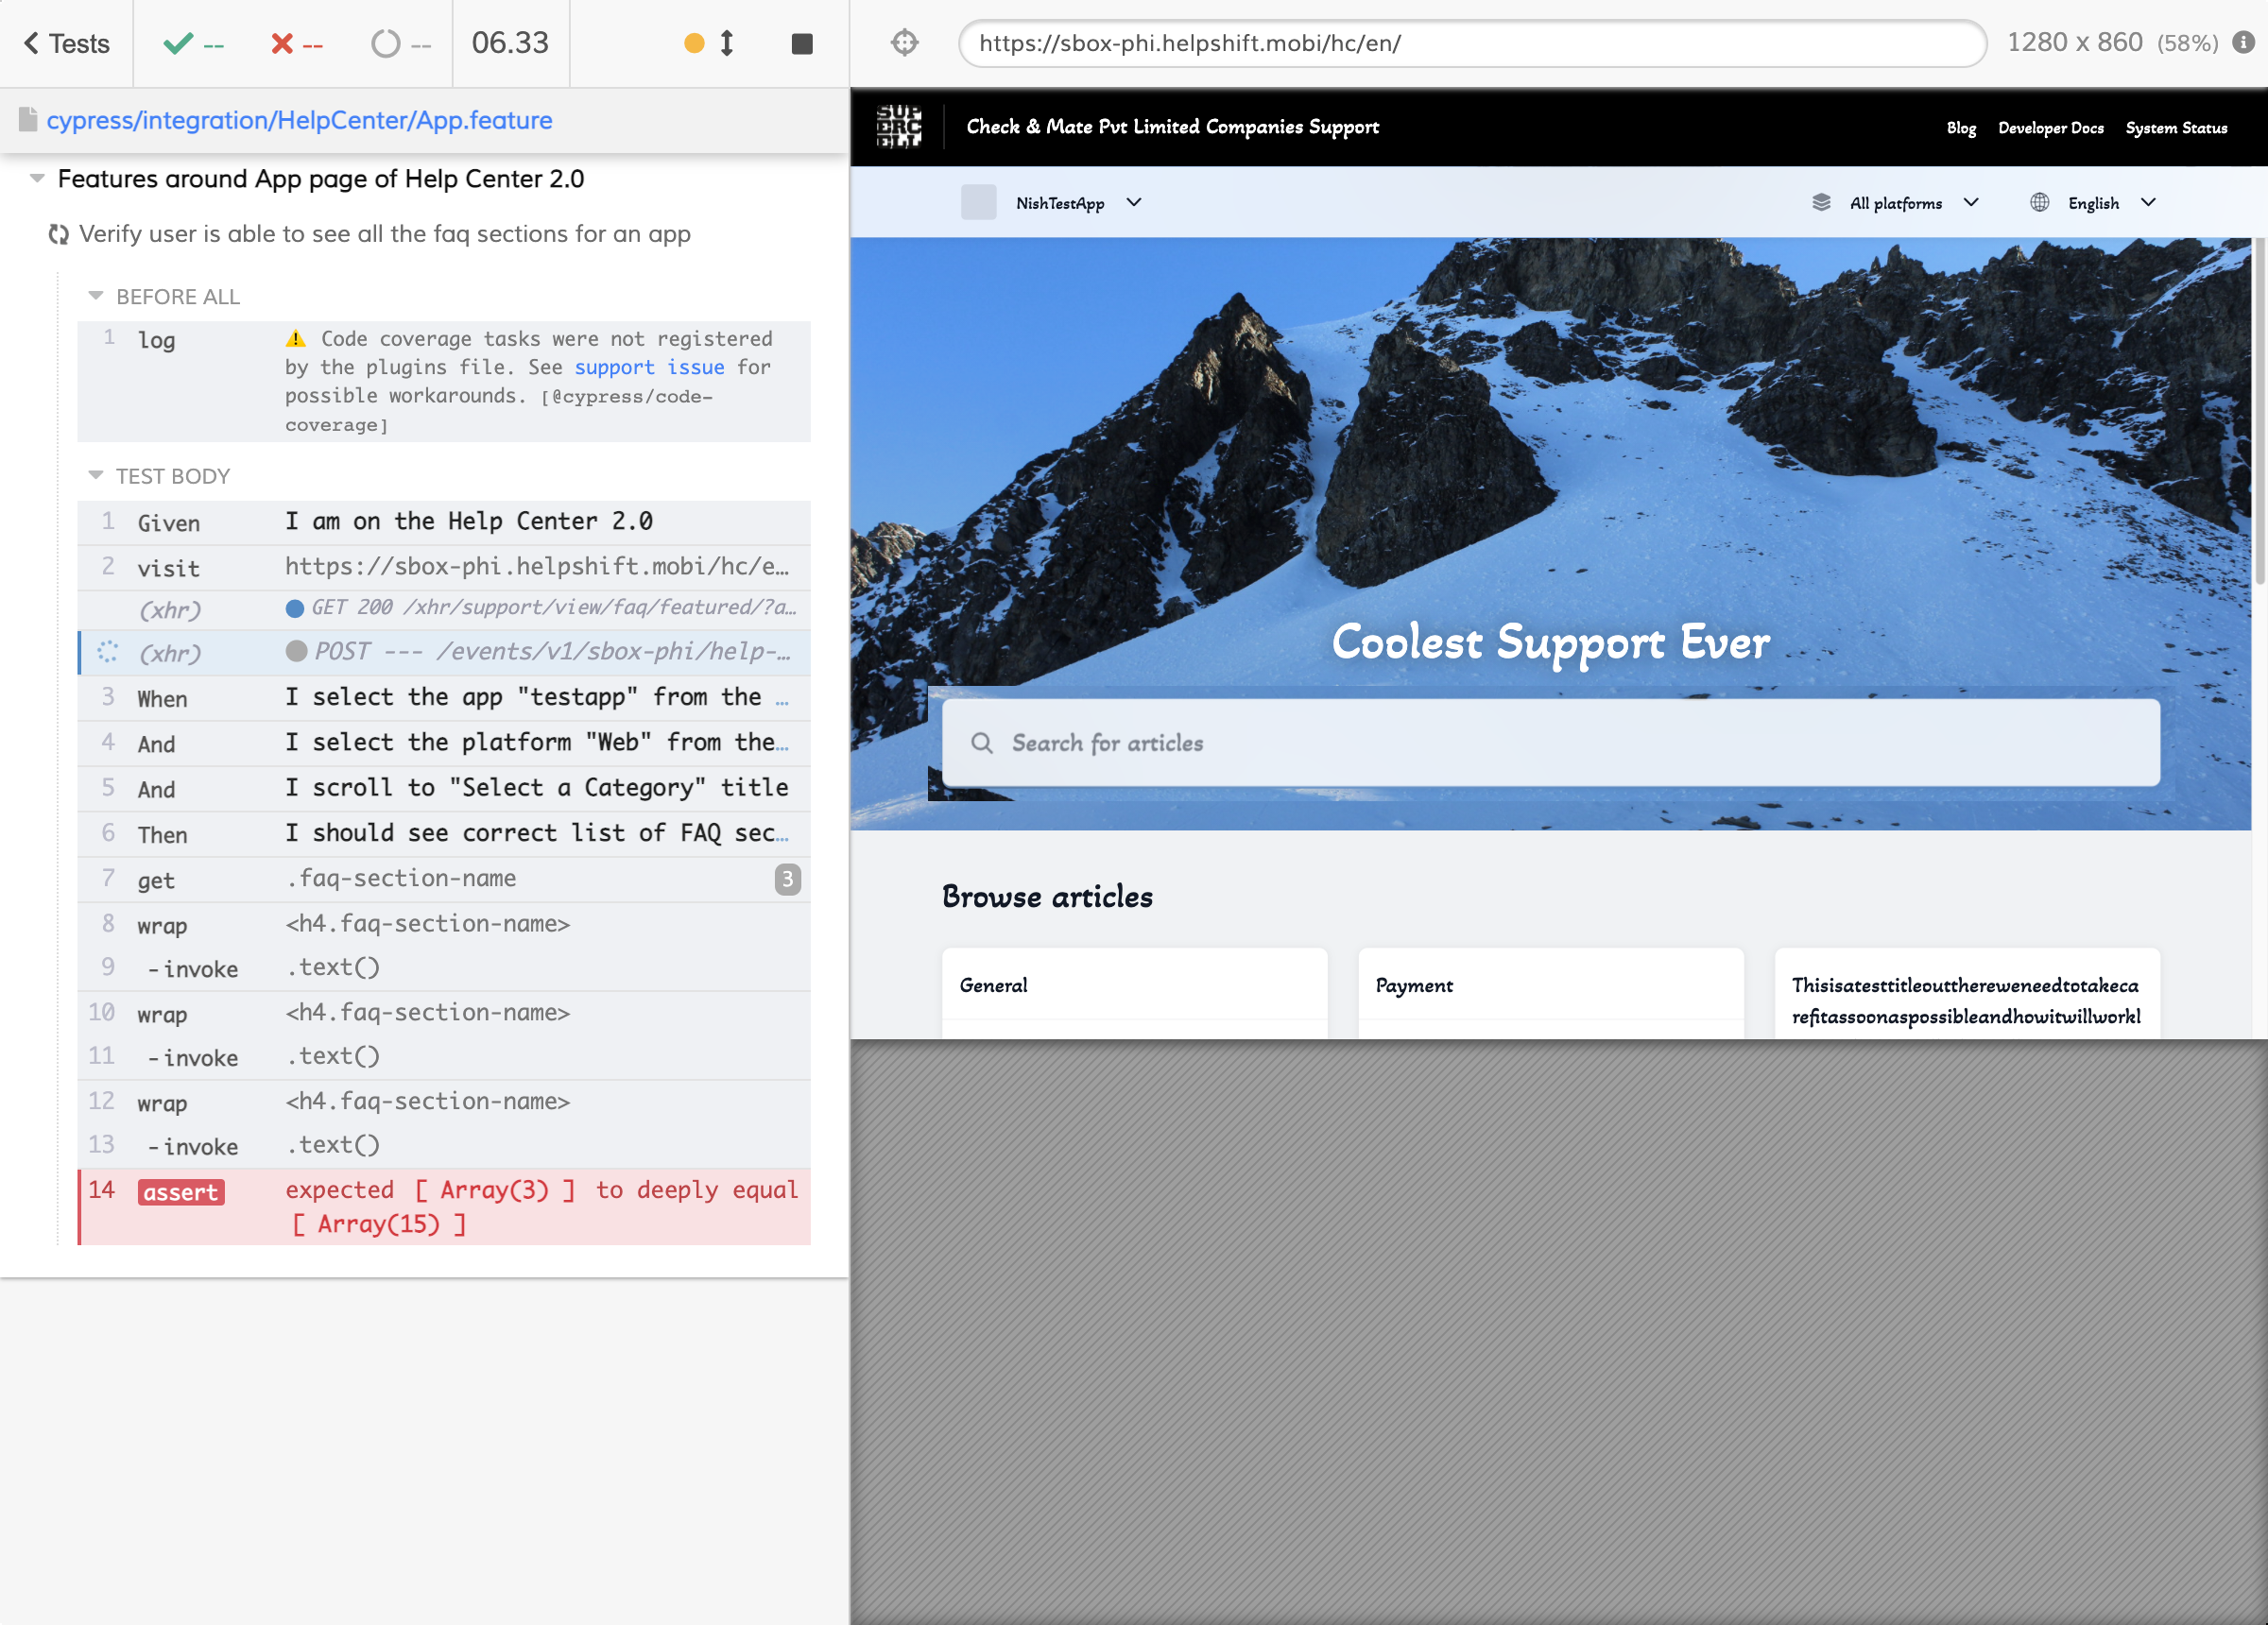 Tests
--
--
--
06.33
https://sbox-phi.helpshift.mobi/hc/en/
1280 x 860 (58%)
cypress/integration/HelpCenter/App.feature
Features around App page of Help Center 2.0
Verify user is able to see all the faq sections for an app
BEFORE ALL
1 log Code coverage tasks were not registered
by the plugins file. See support issue for
possible workarounds. [@cypress/code-
coverage]
TEST BODY
1 Given I am on the Help Center 2.0
2 visit https://sbox-phi.helpshift.mobi/hc/e…
(xhr) GET 200 /xhr/support/view/faq/featured/?a…
(xhr) POST --- /events/v1/sbox-phi/help-…
3 When I select the app "testapp" from the …
4 And I select the platform "Web" from the…
5 And I scroll to "Select a Category" title
6 Then I should see correct list of FAQ sec…
7 get .faq-section-name 3
8 wrap <h4.faq-section-name>
9 -invoke .text()
10 wrap <h4.faq-section-name>
11 -invoke .text()
12 wrap <h4.faq-section-name>
13 -invoke .text()
14 assert expected [ Array(3) ] to deeply equal
[ Array(15) ]
SUP
ERC
ELL
Check & Mate Pvt Limited Companies Support
Blog Developer Docs System Status
NishTestApp
All platforms
English
Coolest Support Ever
Search for articles
Browse articles
General
Payment
Thisisatesttitleoutthereweneedtotakeca
refitassoonaspossibleandhowitwillworkl